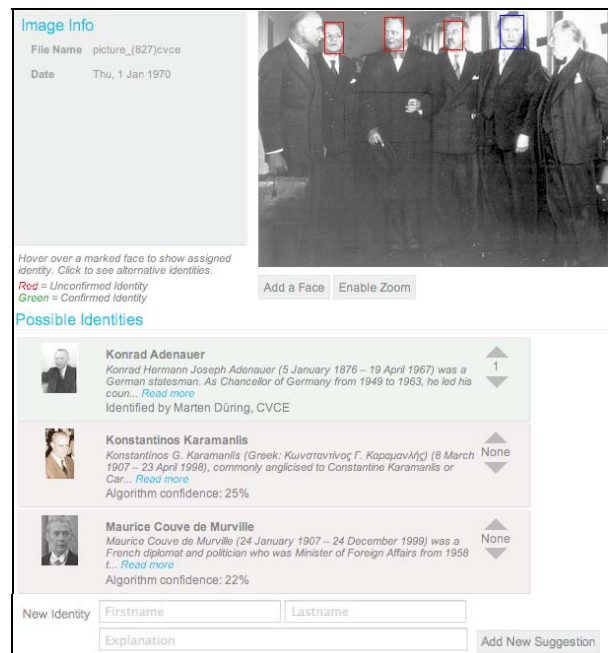 Image Info
File Name picture_(827)cvce
Date Thu, 1 Jan 1970
Hover over a marked face to show assigned
identity. Click to see alternative identities.
Red = Unconfirmed Identity
Green = Confirmed Identity
Add a Face Enable Zoom
Possible Identities
Konrad Adenauer
Konrad Hermann Joseph Adenauer (5 January 1876 – 19 April 1967) was a
German statesman. As Chancellor of Germany from 1949 to 1963, he led his
coun... Read more
Identified by Marten Düring, CVCE
1
Konstantinos Karamanlis
Konstantinos G. Karamanlis (Greek: Κωνσταντίνος Γ. Καραμανλής) (8 March
1907 – 23 April 1998), commonly anglicised to Constantine Karamanlis or
Car... Read more
Algorithm confidence: 25%
None
Maurice Couve de Murville
Maurice Couve de Murville (24 January 1907 – 24 December 1999) was a
French diplomat and politician who was Minister of Foreign Affairs from 1958
t... Read more
Algorithm confidence: 22%
None
New Identity Firstname Lastname
Explanation Add New Suggestion